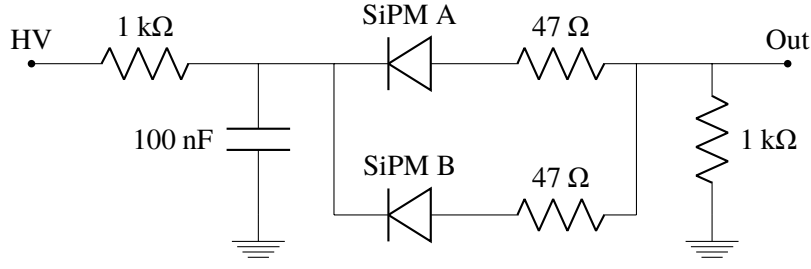 HV
1 kΩ
SiPM A
47 Ω
Out
100 nF
SiPM B
47 Ω
1 kΩ